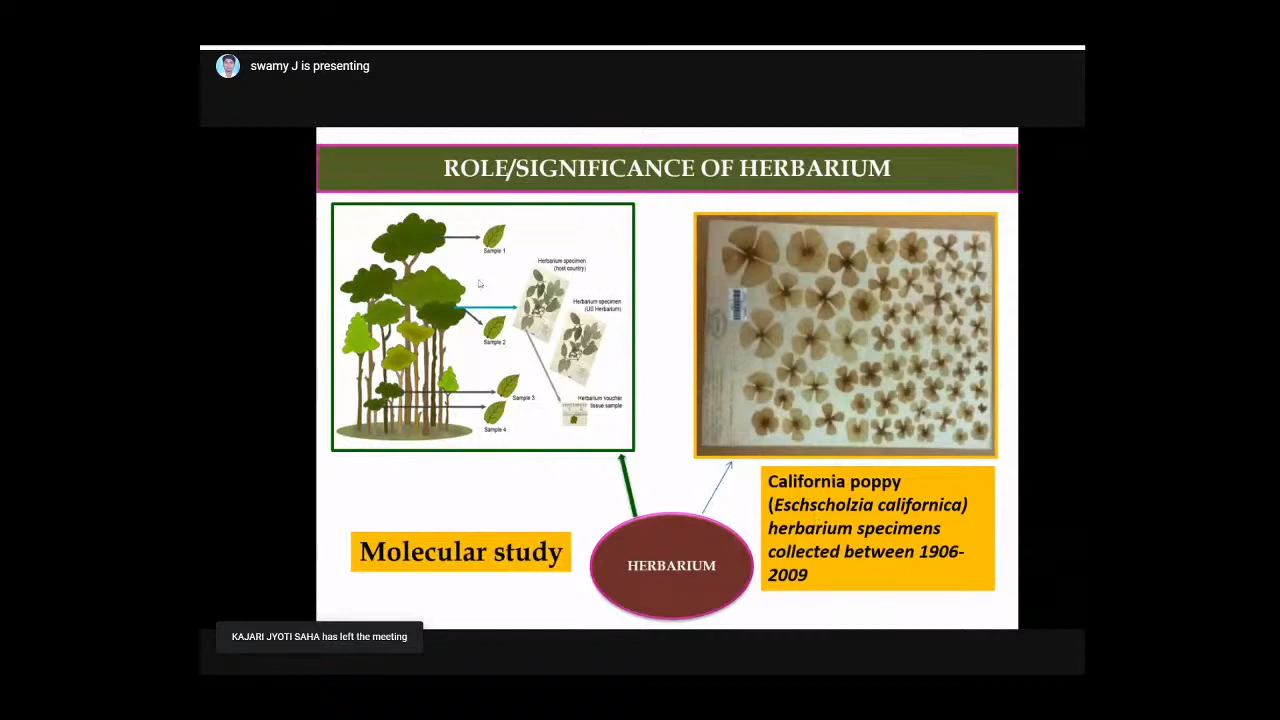 swamy J is presenting
ROLE/SIGNIFICANCE OF HERBARIUM
Sample 1
Herbarium specimen
(host country)
Herbarium specimen
(US Herbarium)
Sample 2
Sample 3
Herbarium voucher
tissue sample
Sample 4
California poppy
(Eschscholzia californica)
herbarium specimens
collected between 1906-
2009
Molecular study
HERBARIUM
KAJARI JYOTI SAHA has left the meeting